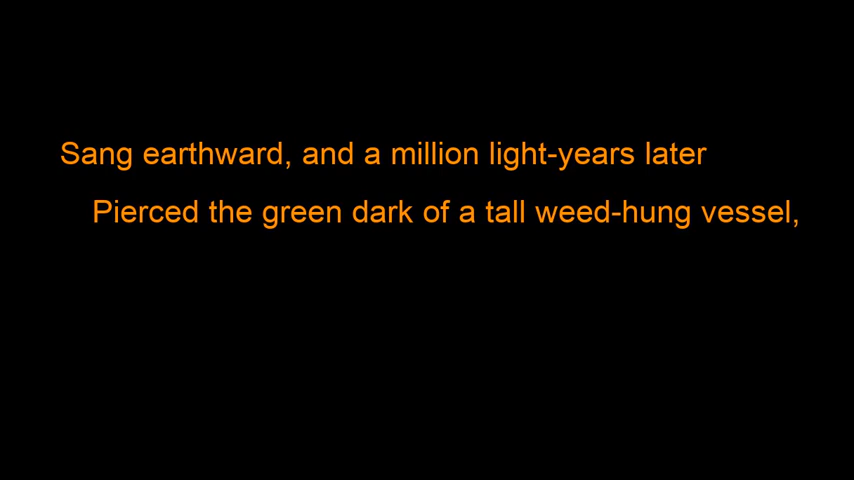 Sang earthward, and a million light-years later
Pierced the green dark of a tall weed-hung vessel,